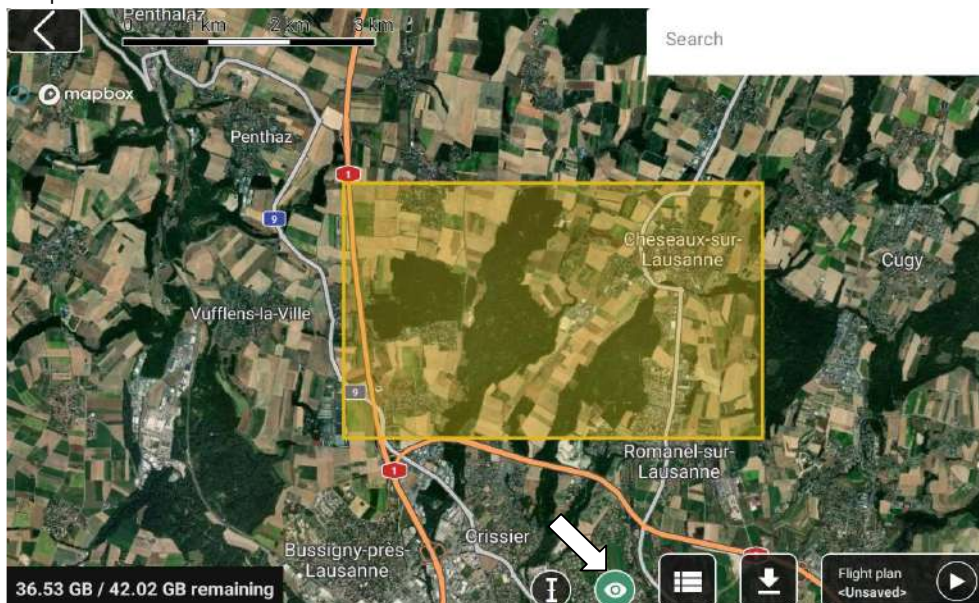 Penthalaz
0 1 km 2 km 3 km
Search
mapbox
Penthaz
1
9
Cheseaux-sur-
Lausanne
Cugy
Vufflens-la-Ville
9
Romanel-sur-
Lausanne
1
Crissier
Bussigny-près-
Lausanne
36.53 GB / 42.02 GB remaining
Flight plan
<Unsaved>